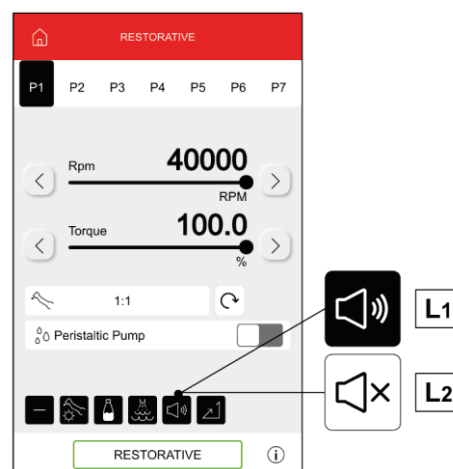 RESTORATIVE
P1 P2 P3 P4 P5 P6 P7
Rpm 40000
RPM
Torque 100.0
%
1:1
Peristaltic Pump
L1
L2
RESTORATIVE